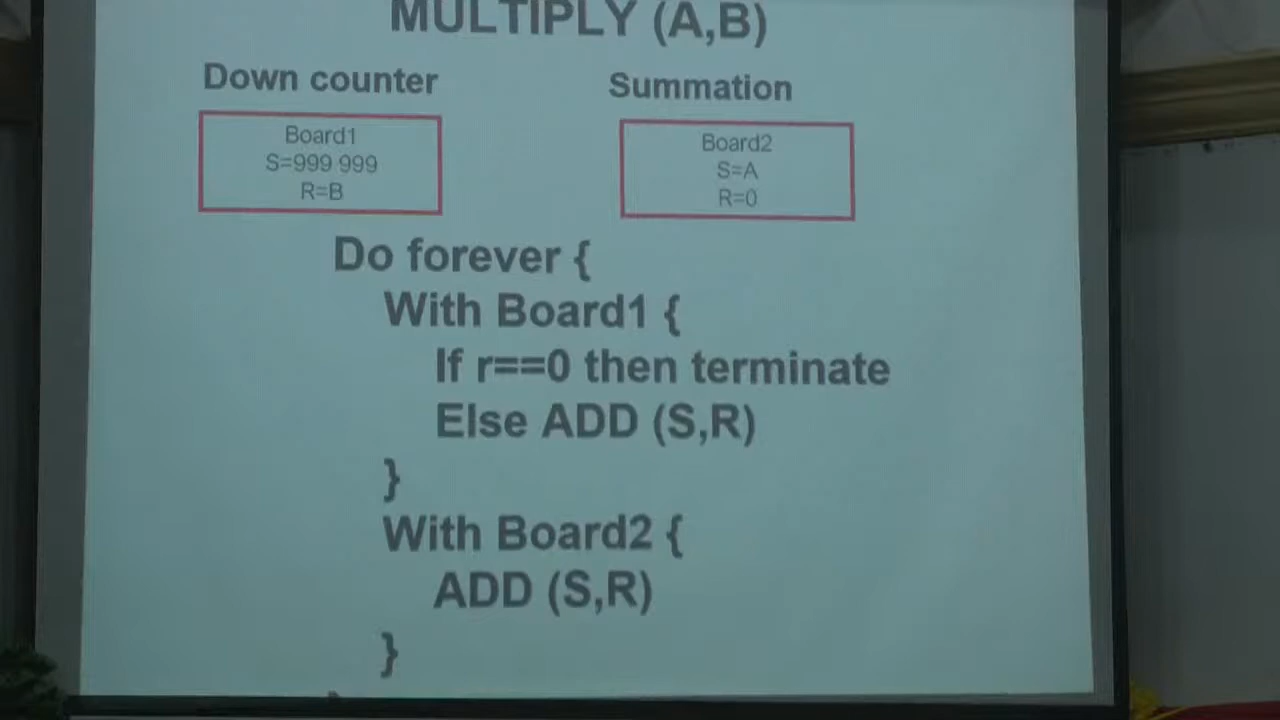 MULTIPLY (A,B)
Down counter
Summation
Board1
S=999 999
R=B
Board2
S=A
R=0
Do forever {
With Board1 {
If r==0 then terminate
Else ADD (S,R)
}
With Board2 {
ADD (S,R)
}